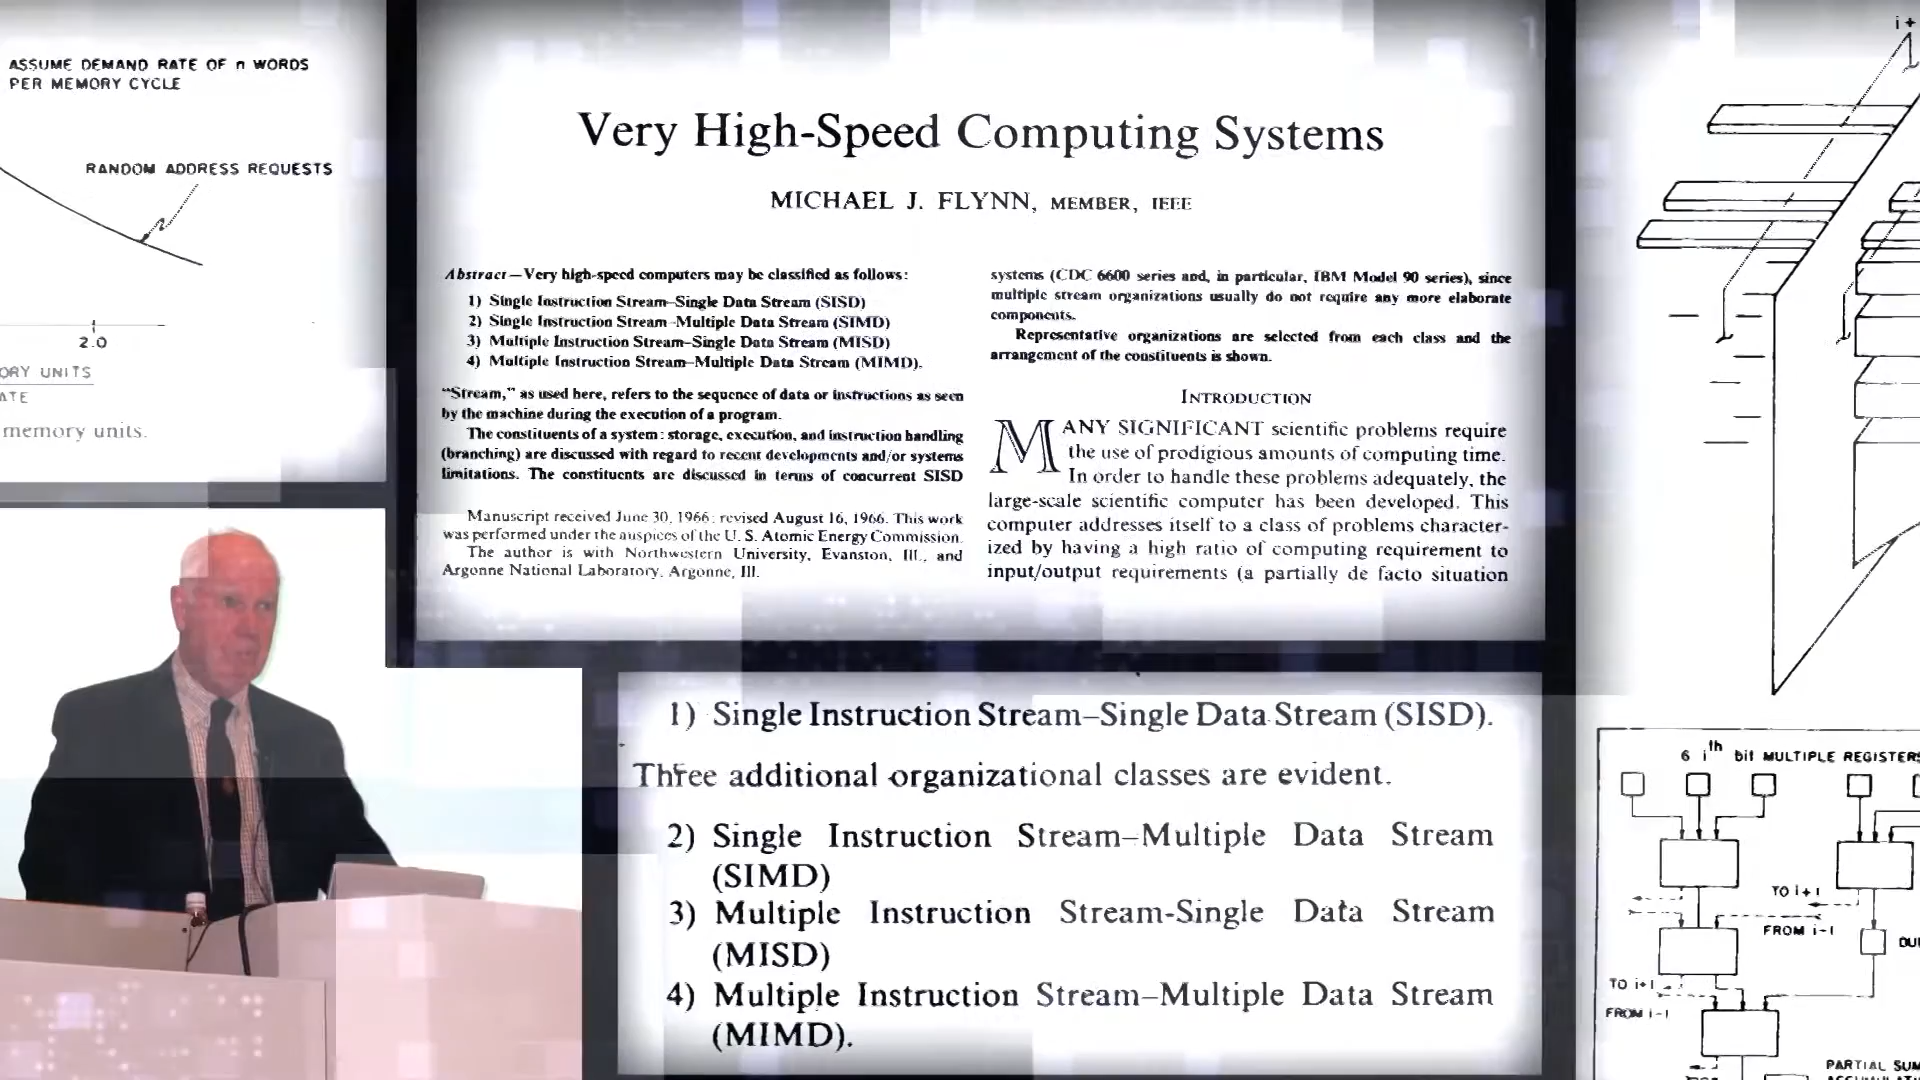 ASSUME DEMAND RATE OF n WORDS
PER MEMORY CYCLE
RANDOM ADDRESS REQUESTS
2.0
ORY UNITS
ATE
memory units.
Very High-Speed Computing Systems
MICHAEL J. FLYNN, MEMBER, IEEE
Abstract—Very high-speed computers may be classified as follows:
1) Single Instruction Stream–Single Data Stream (SISD)
2) Single Instruction Stream–Multiple Data Stream (SIMD)
3) Multiple Instruction Stream–Single Data Stream (MISD)
4) Multiple Instruction Stream–Multiple Data Stream (MIMD).
“Stream,” as used here, refers to the sequence of data or instructions as seen
by the machine during the execution of a program.
The constituents of a system: storage, execution, and instruction handling
(branching) are discussed with regard to recent developments and/or systems
limitations. The constituents are discussed in terms of concurrent SISD
Manuscript received June 30, 1966; revised August 16, 1966. This work
was performed under the auspices of the U. S. Atomic Energy Commission.
The author is with Northwestern University, Evanston, Ill., and
Argonne National Laboratory, Argonne, Ill.
systems (CDC 6600 series and, in particular, IBM Model 90 series), since
multiple stream organizations usually do not require any more elaborate
components.
Representative organizations are selected from each class and the
arrangement of the constituents is shown.
INTRODUCTION
MANY SIGNIFICANT scientific problems require
the use of prodigious amounts of computing time.
In order to handle these problems adequately, the
large-scale scientific computer has been developed. This
computer addresses itself to a class of problems character-
ized by having a high ratio of computing requirement to
input/output requirements (a partially de facto situation
1) Single Instruction Stream–Single Data Stream (SISD).
Three additional organizational classes are evident.
2) Single Instruction Stream–Multiple Data Stream
(SIMD)
3) Multiple Instruction Stream-Single Data Stream
(MISD)
4) Multiple Instruction Stream–Multiple Data Stream
(MIMD).
i+
6 ith bit MULTIPLE REGISTERS
TO i+1
FROM i-1
TO i+1
FROM i-1
PARTIAL SUM